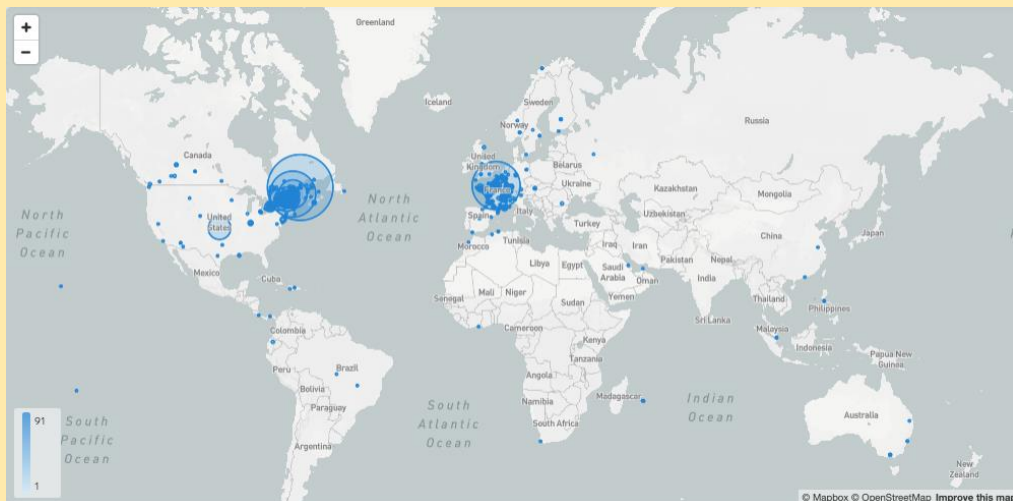 +
−
Greenland
Iceland
Sweden
Norway
Russia
Canada
United
Kingdom
Belarus
Ukraine
France
Kazakhstan
Mongolia
North
Pacific
Ocean
North
Atlantic
Ocean
United
States
Spain
Italy
Uzbekistan
Turkey
China
Japan
Morocco
Tunisia
Iraq
Iran
Pakistan
Nepal
Mexico
Cuba
Libya
Egypt
Saudi
Arabia
Oman
India
Senegal
Mali
Niger
Sudan
Yemen
Thailand
Philippines
Sri Lanka
Colombia
Cameroon
Kenya
Malaysia
Indonesia
Papua New
Guinea
Peru
Brazil
Tanzania
Bolivia
Angola
Madagascar
Paraguay
Namibia
South Africa
Indian
Ocean
Australia
South
Pacific
Ocean
South
Atlantic
Ocean
Argentina
New
Zealand
91
1
© Mapbox © OpenStreetMap Improve this map